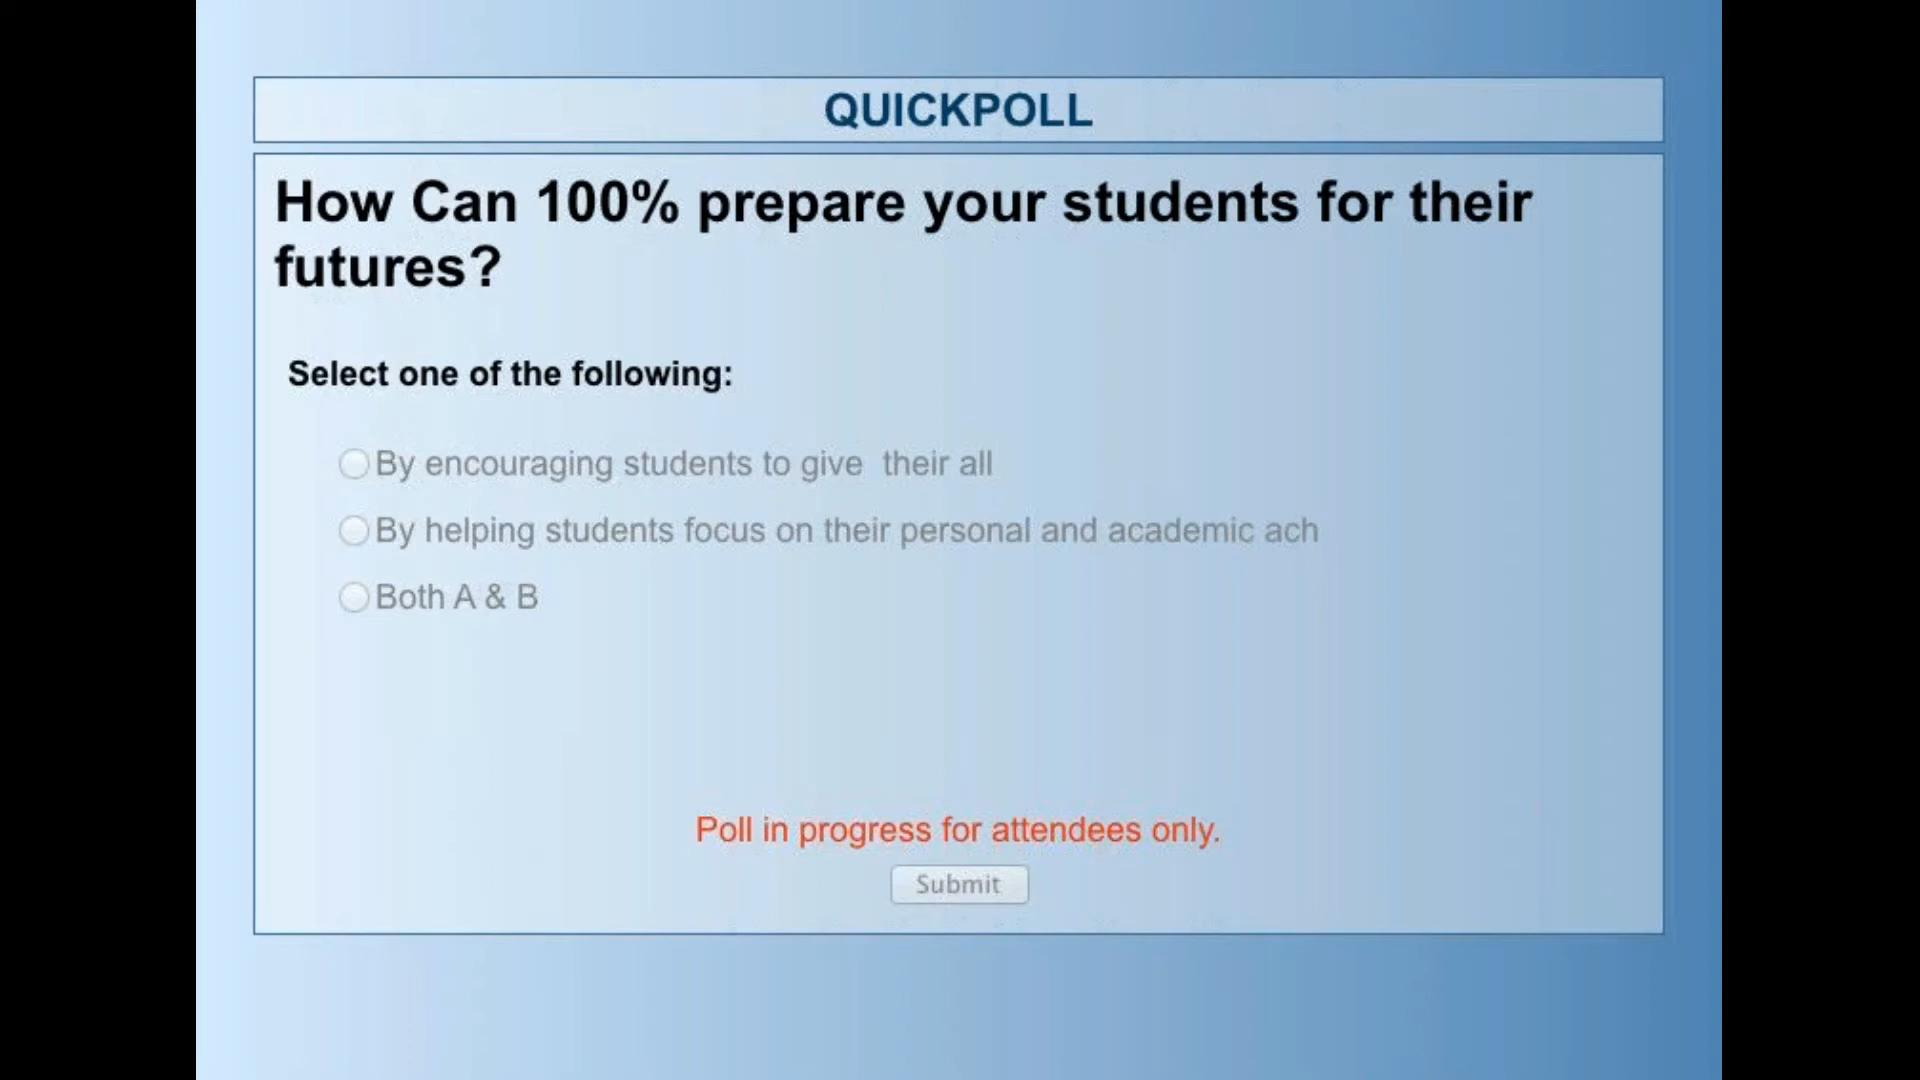 QUICKPOLL
How Can 100% prepare your students for their
futures?
Select one of the following:
By encouraging students to give  their all
By helping students focus on their personal and academic ach
Both A & B
Poll in progress for attendees only.
Submit